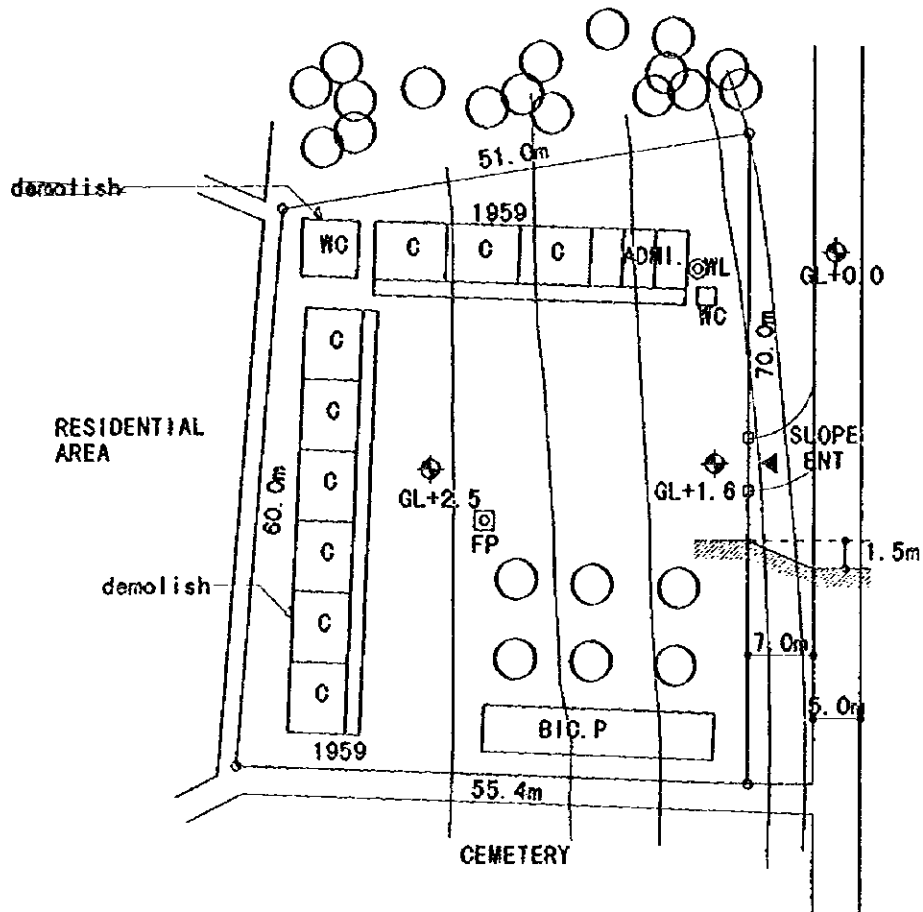 51.0m
demolish
1959
WC
C
C
C
ADMI.
WL
GL±0.0
WC
C
70.0m
C
RESIDENTIAL
AREA
SLOPE
ENT
C
60.0m
GL+2.5
GL+1.6
FP
C
1.5m
demolish
C
7.0m
C
5.0m
BIC.P
1959
55.4m
CEMETERY